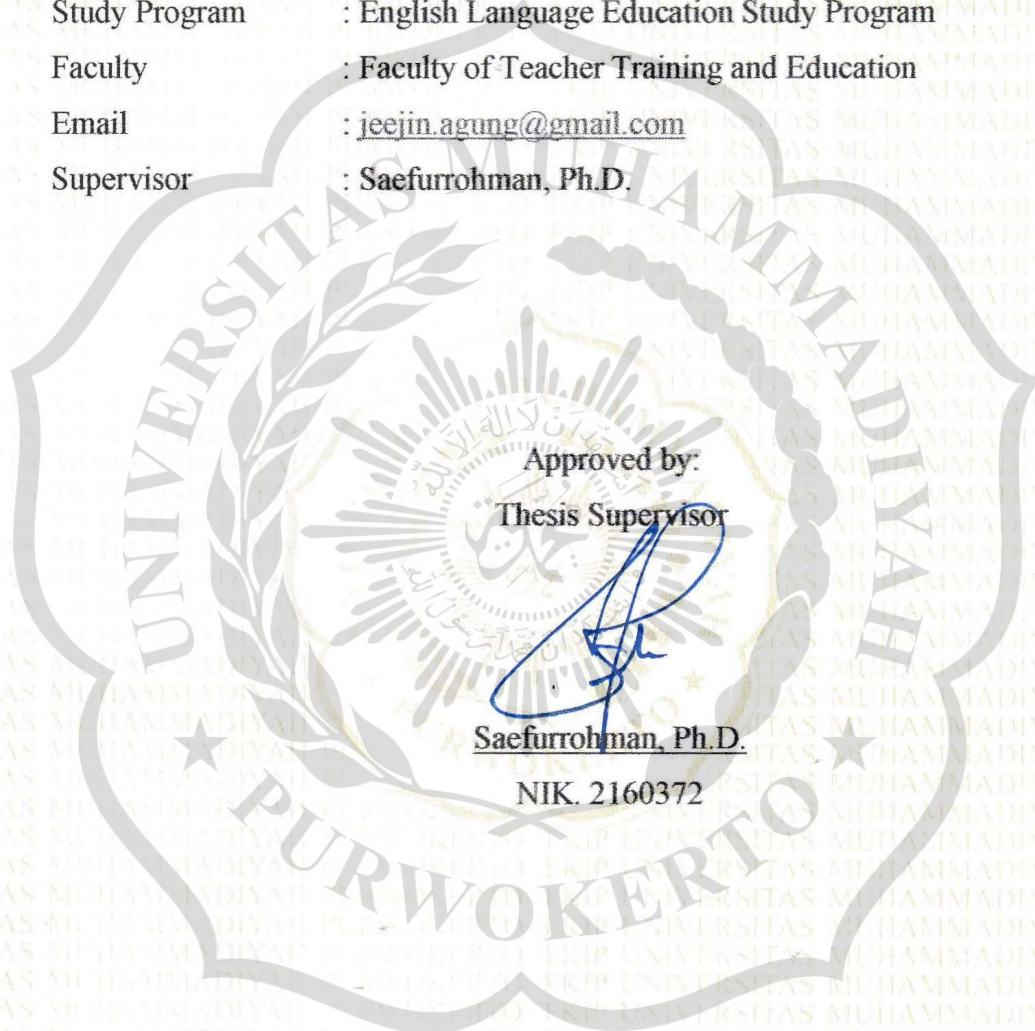 Study Program : English Language Education Study Program
Faculty : Faculty of Teacher Training and Education
Email : jeejin.agung@gmail.com
Supervisor : Saefurrohman, Ph.D.
UNIVERSITAS MUHAMMADIYAH
PURWOKERTO
Approved by:
Thesis Supervisor
Saefurrohman, Ph.D.
NIK. 2160372